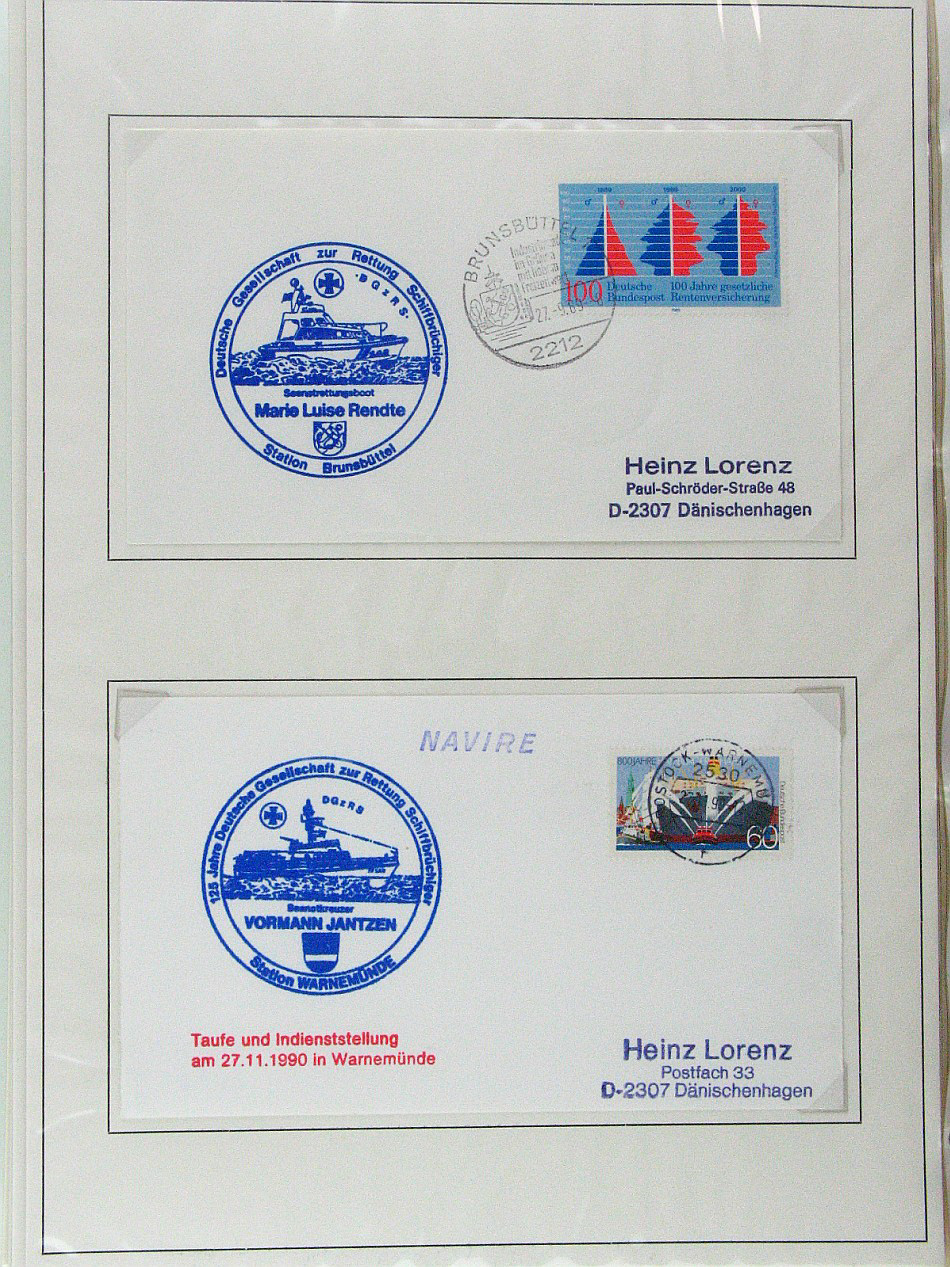 Deutsche Gesellschaft zur Rettung Schiffbrüchiger
·DGzRS·
SAR
Seenotrettungsboot
Marie Luise Rendte
Station Brunsbüttel
BRUNSBÜTTEL
2212
1889 1989 2000
♂ ♀ ♂ ♀ ♂ ♀
100 Deutsche Bundespost
100 Jahre gesetzliche Rentenversicherung
Heinz Lorenz
Paul-Schröder-Straße 48
D-2307 Dänischenhagen
NAVIRE
125 Jahre Deutsche Gesellschaft zur Rettung Schiffbrüchiger
DGzRS
Seenotkreuzer
VORMANN JANTZEN
Station WARNEMÜNDE
800 JAHRE
2530
60
Taufe und Indienststellung
am 27.11.1990 in Warnemünde
Heinz Lorenz
Postfach 33
D-2307 Dänischenhagen